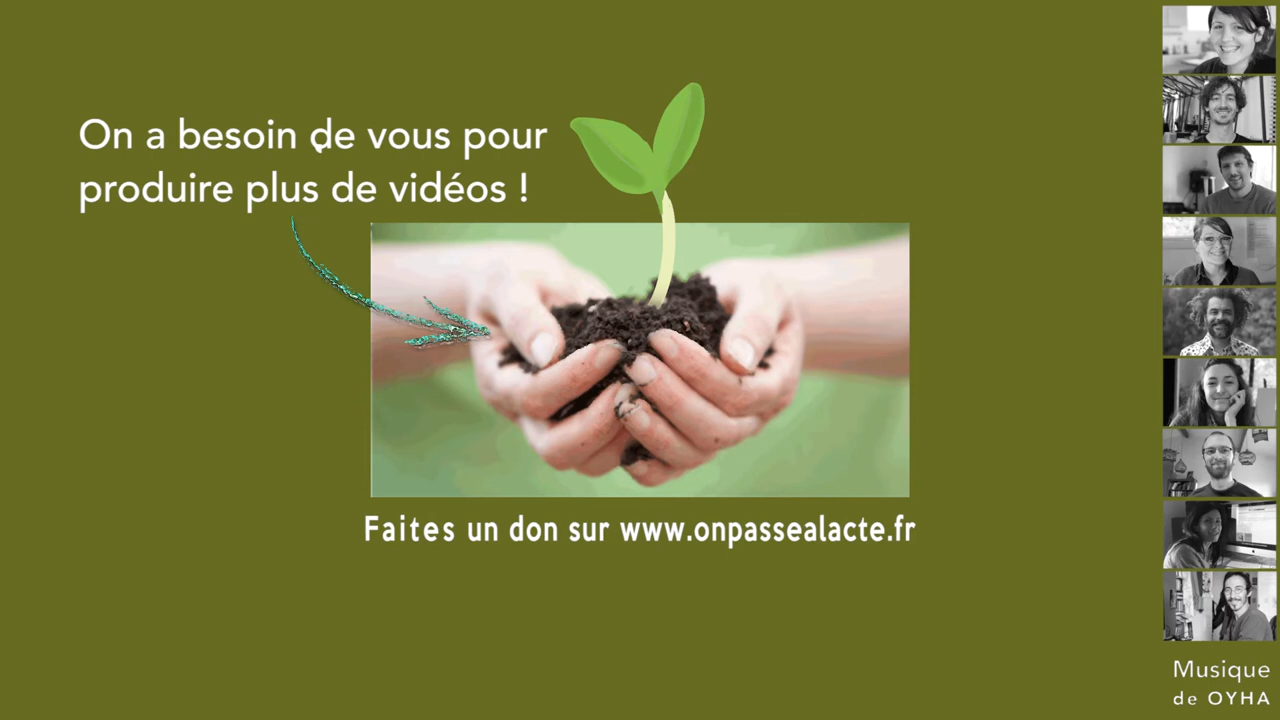 On a besoin de vous pour
produire plus de vidéos !
Faites un don sur www.onpassealacte.fr
Musique
de OYHA